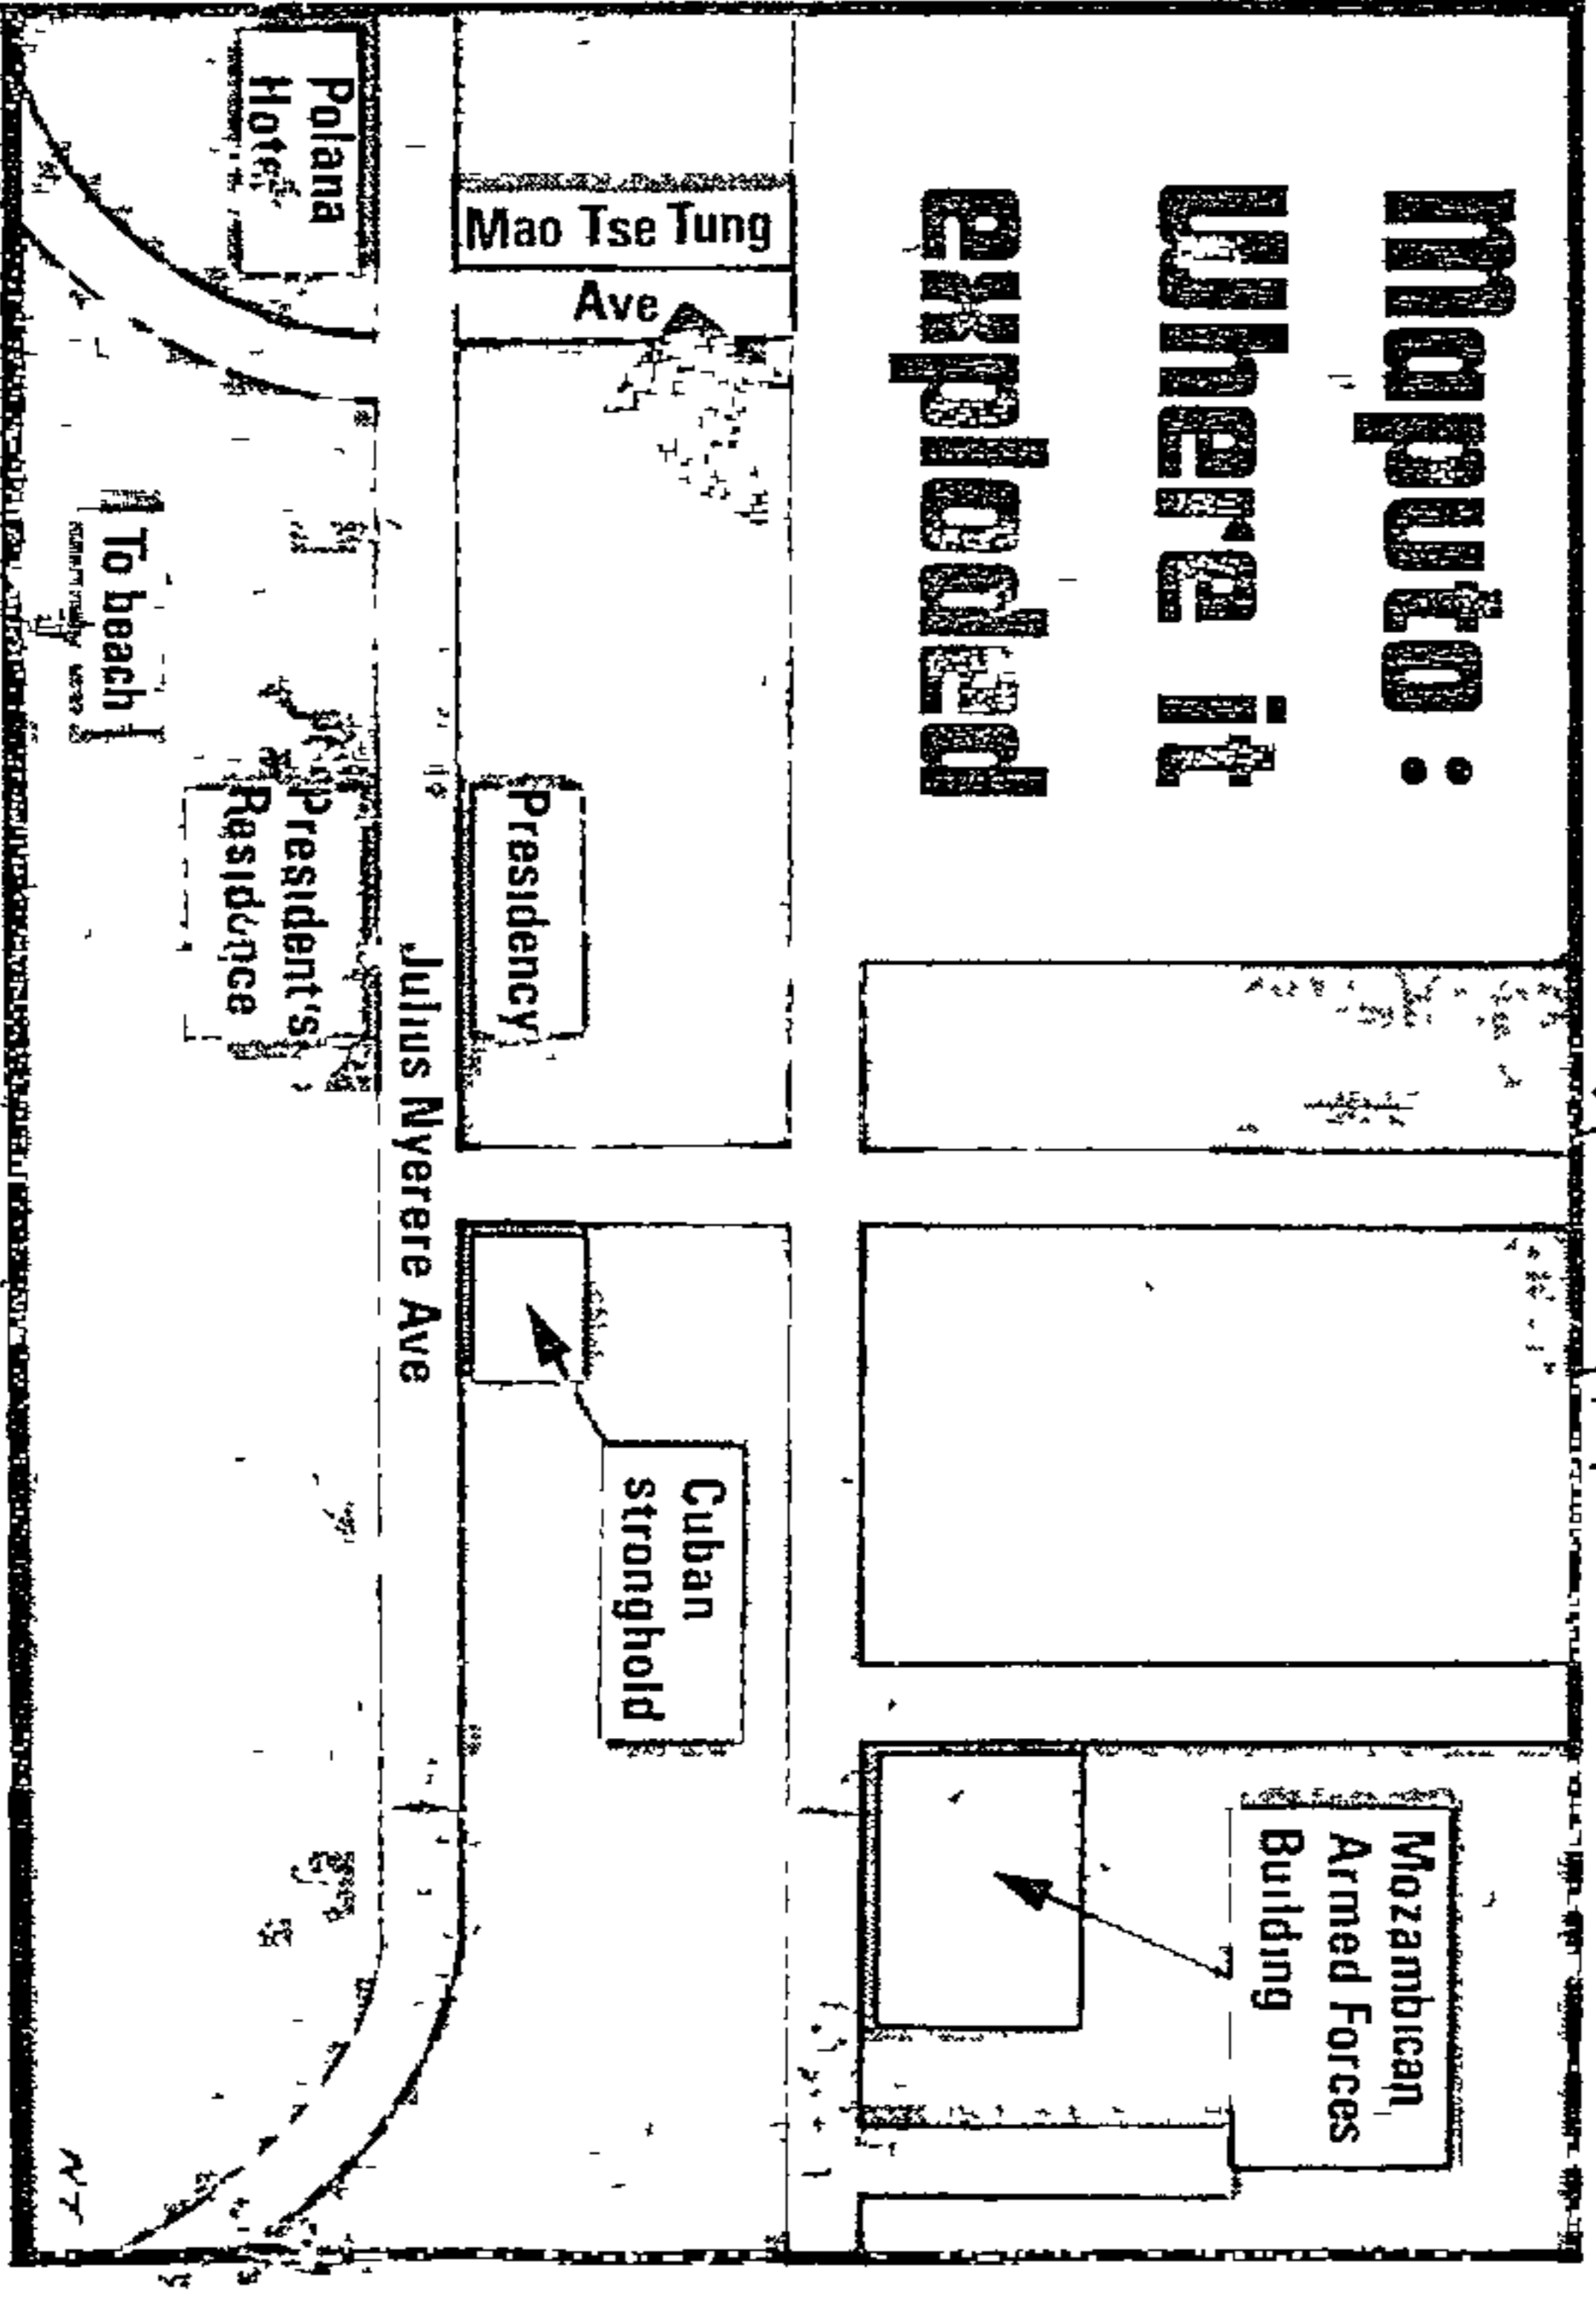 maputo:
where it
exploded
Mozambican
Armed Forces
Building
Cuban
stronghold
Presidency
Mao Tse Tung
Ave
Julius Nyerere Ave
Polana
President's
Residence
To beach